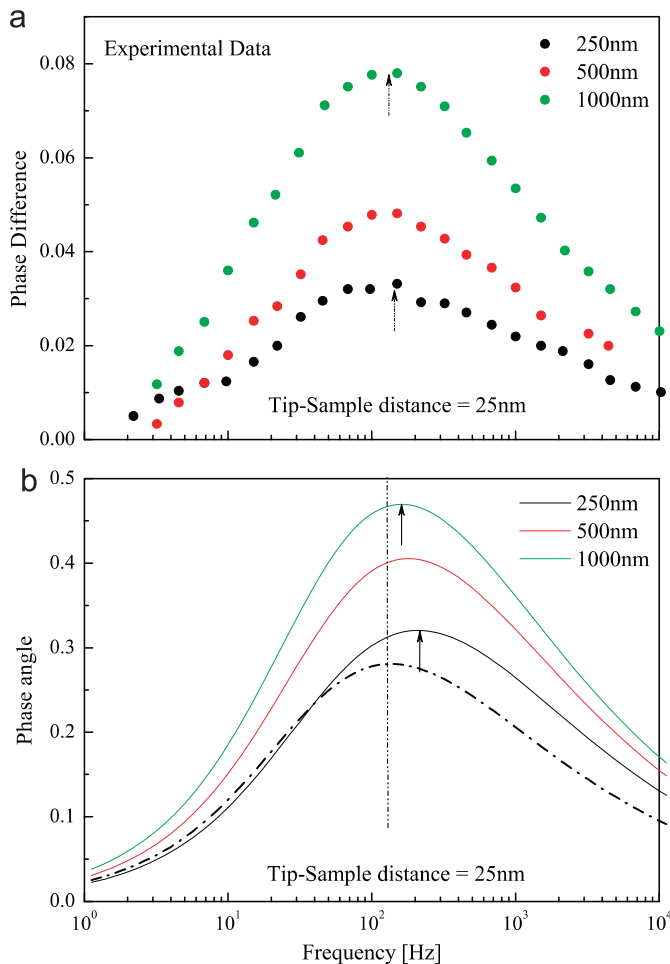 a
0.08
0.06
0.04
0.02
0.00
Phase Difference
Experimental Data
250nm
500nm
1000nm
Tip-Sample distance = 25nm
b
0.5
0.4
0.3
0.2
0.1
0.0
Phase angle
250nm
500nm
1000nm
Tip-Sample distance = 25nm
10⁰
10¹
10²
10³
10⁴
Frequency [Hz]